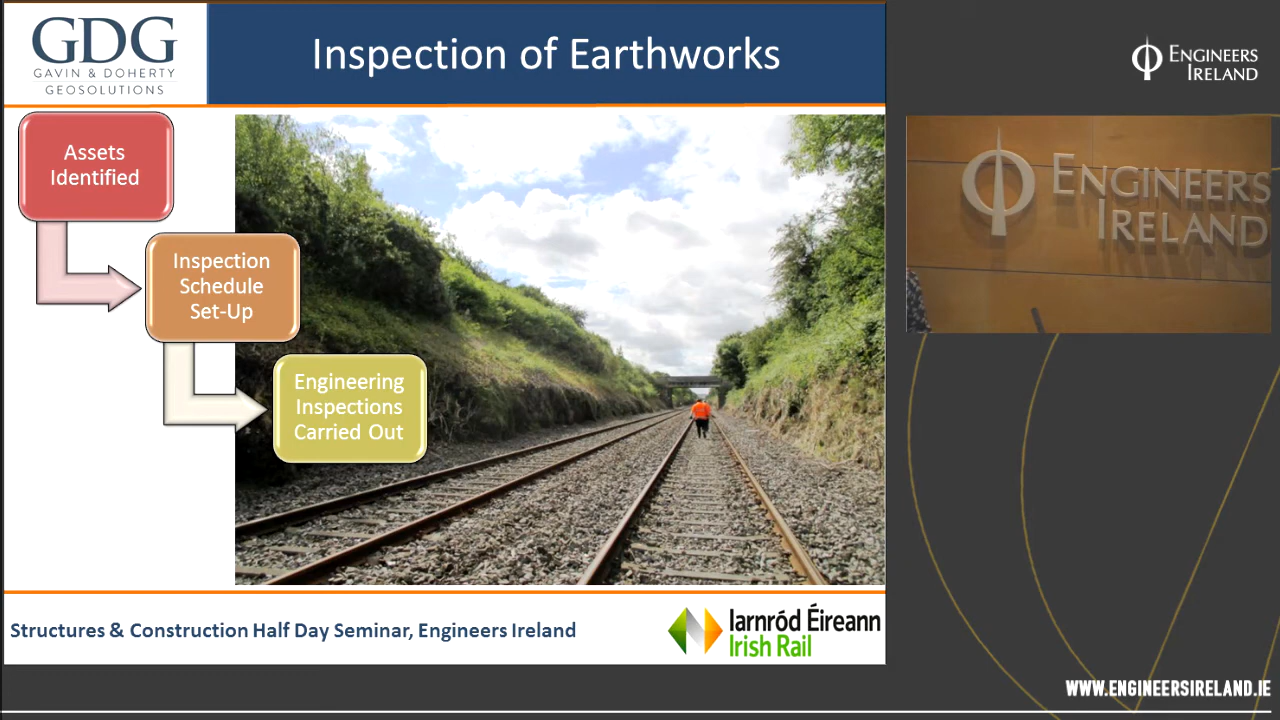 GDG
GAVIN & DOHERTY
GEOSOLUTIONS
Inspection of Earthworks
Assets
Identified
Inspection
Schedule
Set-Up
Engineering
Inspections
Carried Out
Structures & Construction Half Day Seminar, Engineers Ireland
Iarnród Éireann
Irish Rail
ENGINEERS
IRELAND
ENGINEERS
IRELAND
WWW.ENGINEERSIRELAND.IE